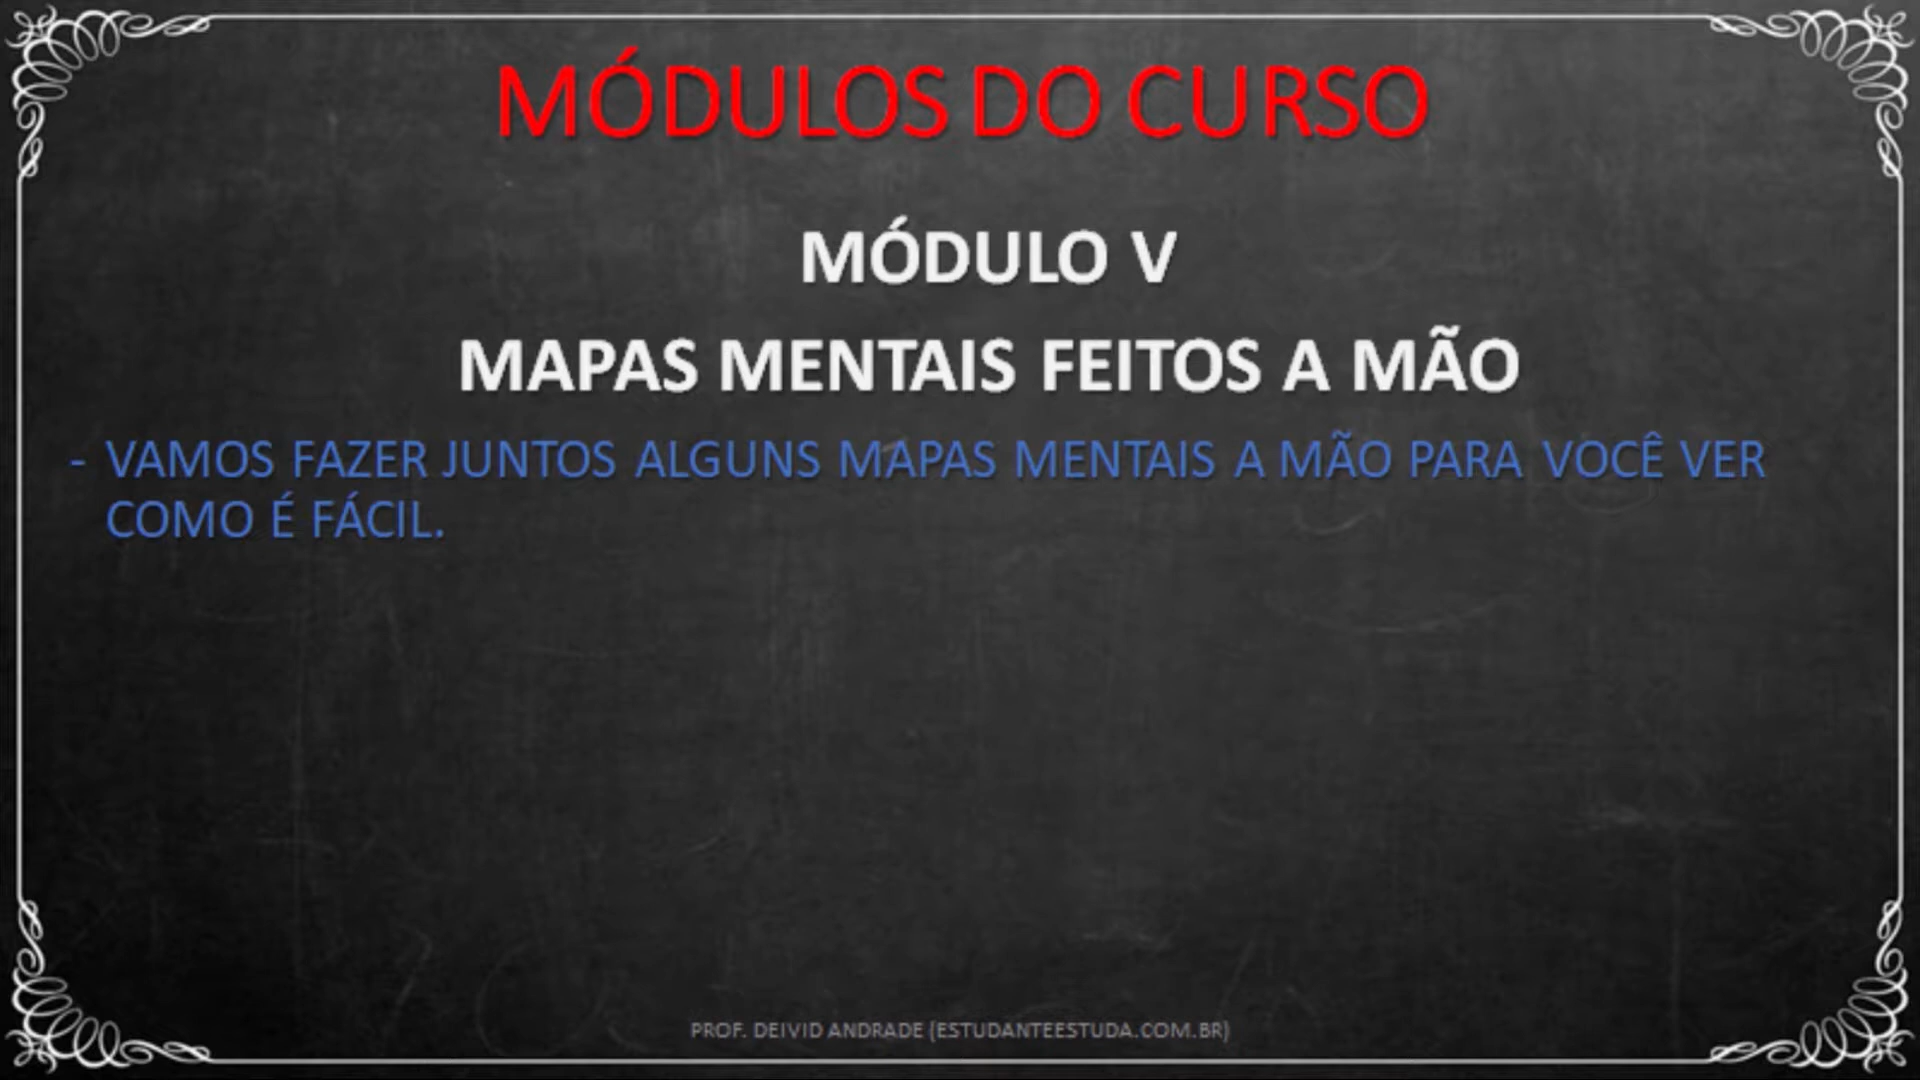 MÓDULOS DO CURSO
MÓDULO V
MAPAS MENTAIS FEITOS A MÃO
- VAMOS FAZER JUNTOS ALGUNS MAPAS MENTAIS A MÃO PARA VOCÊ VER
COMO É FÁCIL.
PROF. DEIVID ANDRADE (ESTUDANTEESTUDA.COM.BR)